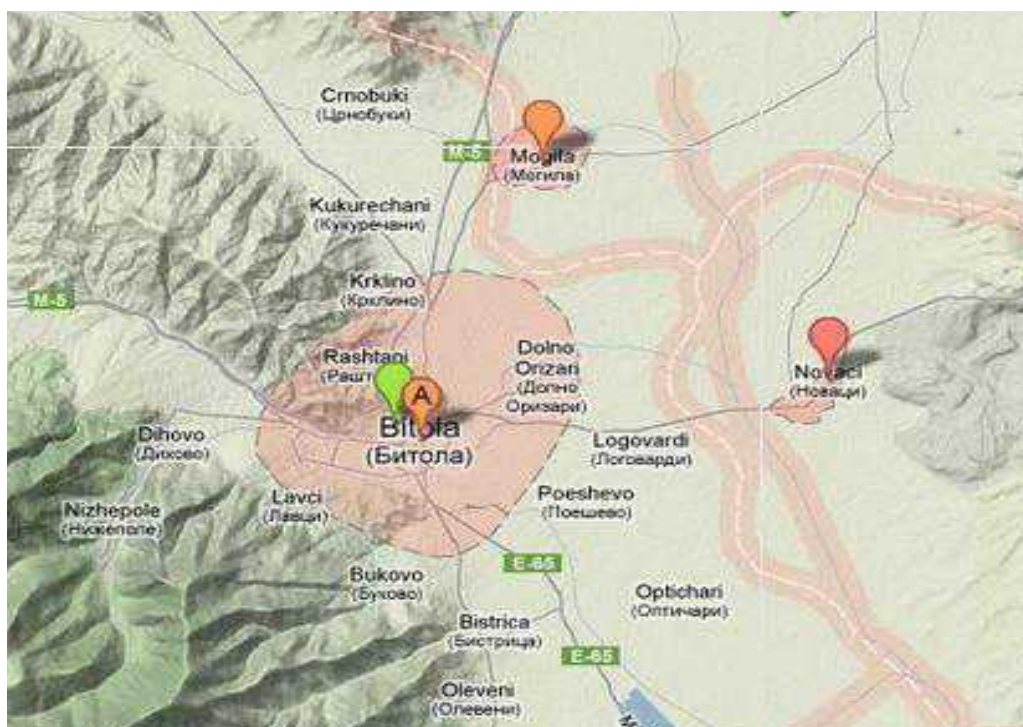 Crnobuki
(Црнобуки)
M-5
Mogila
(Могила)
Kukurechani
(Кукуречани)
Krklino
(Крклино)
M-5
Rashtani
(Рашт
Dolno
Orizari
(Долно
Оризари)
Novaci
(Новаци)
A
Bitola
(Битола)
Dihovo
(Дихово)
Logovardi
(Логоварди)
Lavci
(Лавци)
Poeshevo
(Поешево)
Nizhepole
(Нижеполе)
E-65
Bukovo
(Буково)
Optichari
(Оптичари)
Bistrica
(Бистрица)
E-65
Oleveni
(Олевени)